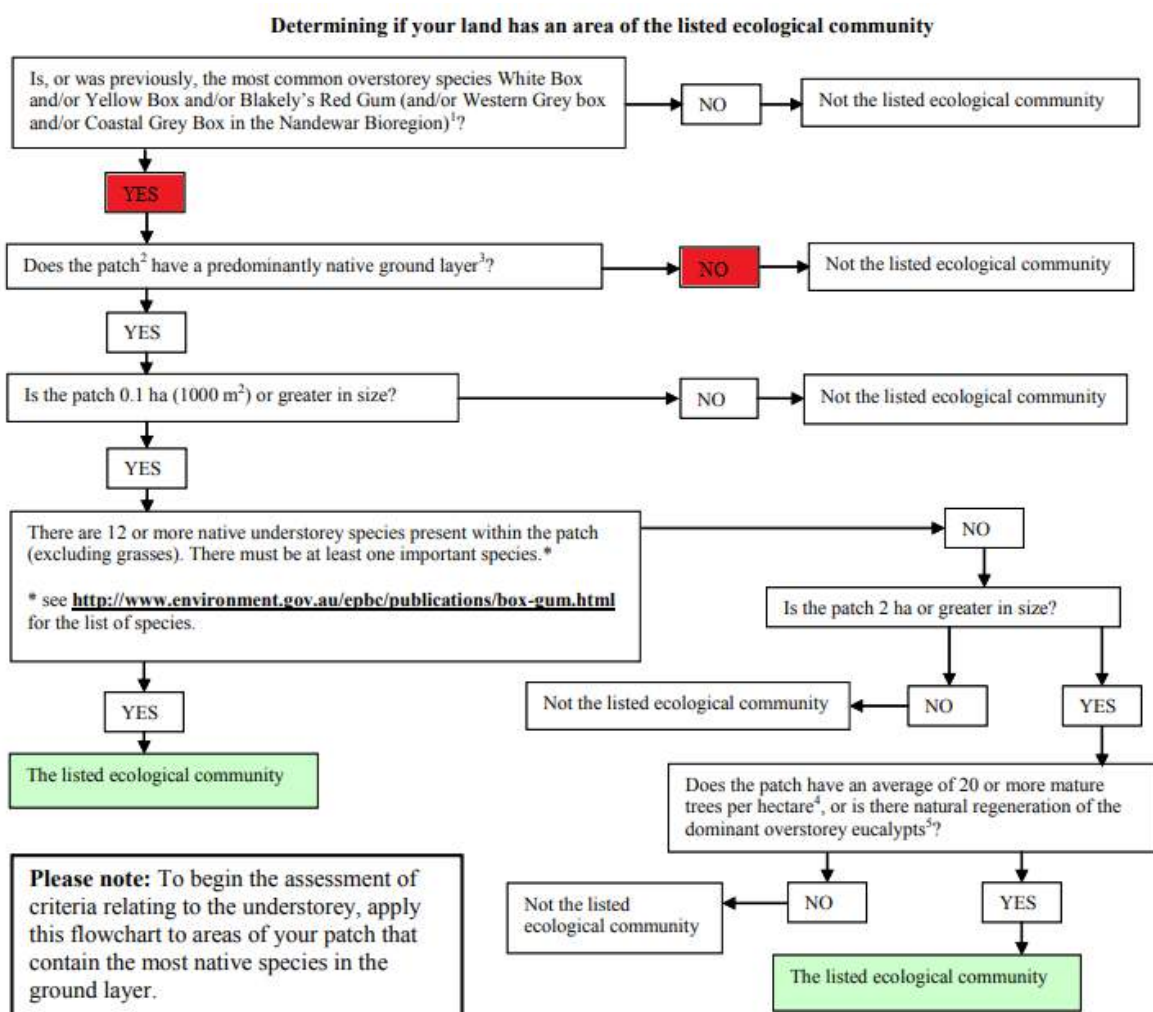 Determining if your land has an area of the listed ecological community
Is, or was previously, the most common overstorey species White Box
and/or Yellow Box and/or Blakely's Red Gum (and/or Western Grey box
and/or Coastal Grey Box in the Nandewar Bioregion)¹?
NO
Not the listed ecological community
YES
Does the patch² have a predominantly native ground layer³?
NO
Not the listed ecological community
YES
Is the patch 0.1 ha (1000 m²) or greater in size?
NO
Not the listed ecological community
YES
There are 12 or more native understorey species present within the patch
(excluding grasses). There must be at least one important species.*
* see http://www.environment.gov.au/epbc/publications/box-gum.html
for the list of species.
NO
Is the patch 2 ha or greater in size?
YES
Not the listed ecological community
NO
YES
The listed ecological community
Does the patch have an average of 20 or more mature
trees per hectare⁴, or is there natural regeneration of the
dominant overstorey eucalypts⁵?
Please note: To begin the assessment of
criteria relating to the understorey, apply
this flowchart to areas of your patch that
contain the most native species in the
ground layer.
Not the listed
ecological community
NO
YES
The listed ecological community